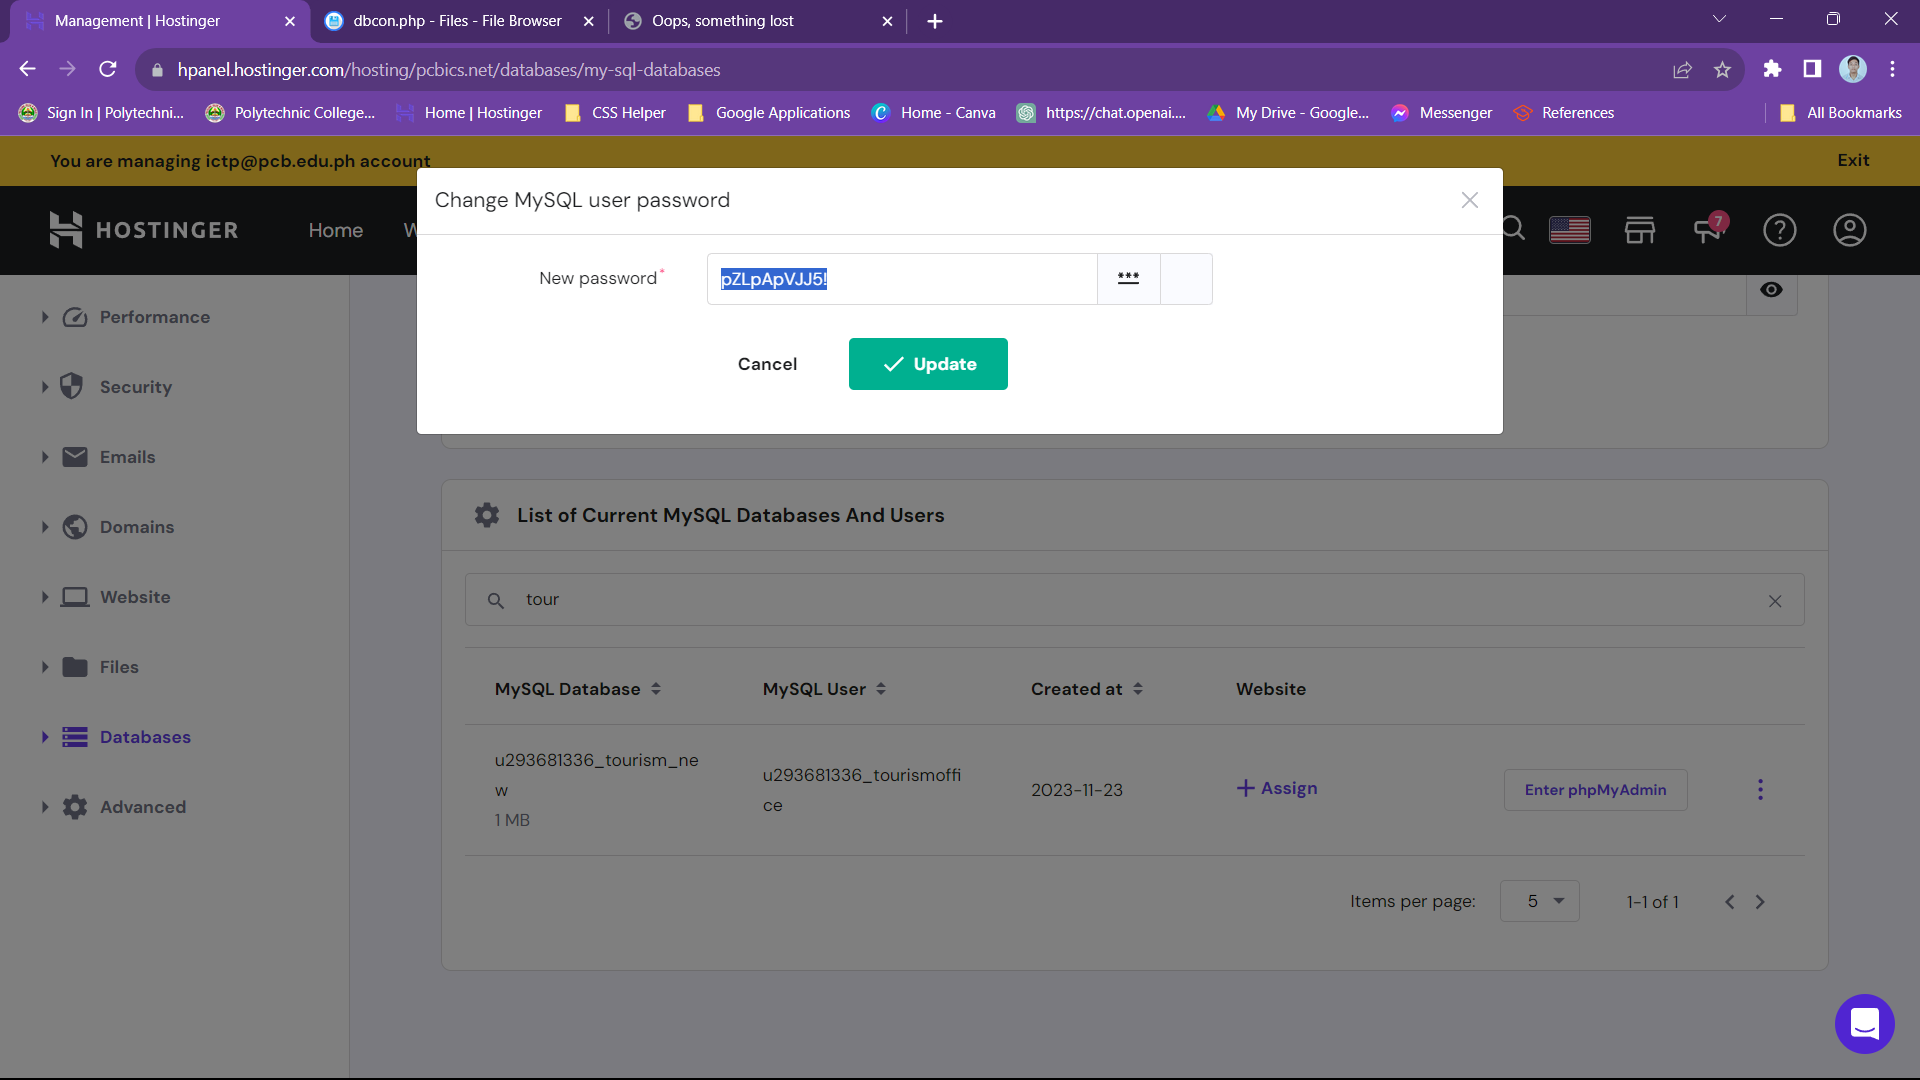 Management | Hostinger
dbcon.php - Files - File Browser
Oops, something lost
hpanel.hostinger.com/hosting/pcbics.net/databases/my-sql-databases
Sign In | Polytechni...
Polytechnic College...
Home | Hostinger
CSS Helper
Google Applications
Home - Canva
https://chat.openai....
My Drive - Google...
Messenger
References
All Bookmarks
You are managing ictp@pcb.edu.ph account
Exit
Change MySQL user password
HOSTINGER
Home
W
7
New password*
pZLpApVJJ5!
***
Cancel
Update
Performance
Security
Emails
Domains
Website
Files
Databases
Advanced
List of Current MySQL Databases And Users
tour
MySQL Database
MySQL User
Created at
Website
u293681336_tourism_ne
w
1 MB
u293681336_tourismoffi
ce
2023-11-23
+ Assign
Enter phpMyAdmin
Items per page:
5
1-1 of 1